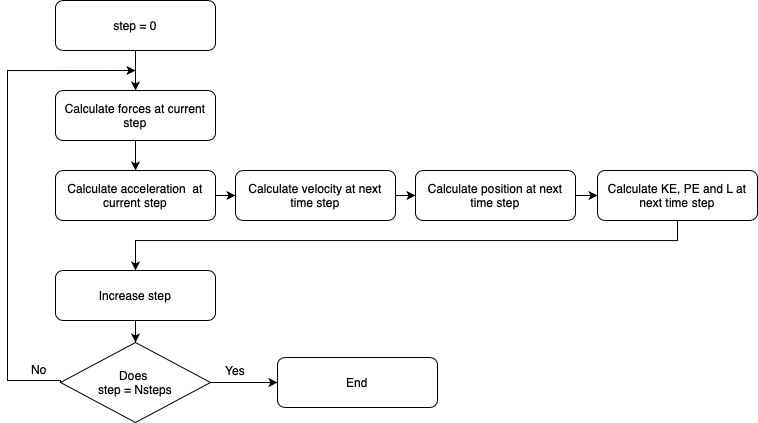 step = 0
Calculate forces at current
step
Calculate acceleration at
current step
Calculate velocity at next
time step
Calculate position at next
time step
Calculate KE, PE and L at
next time step
Increase step
No
Does
step = Nsteps
Yes
End